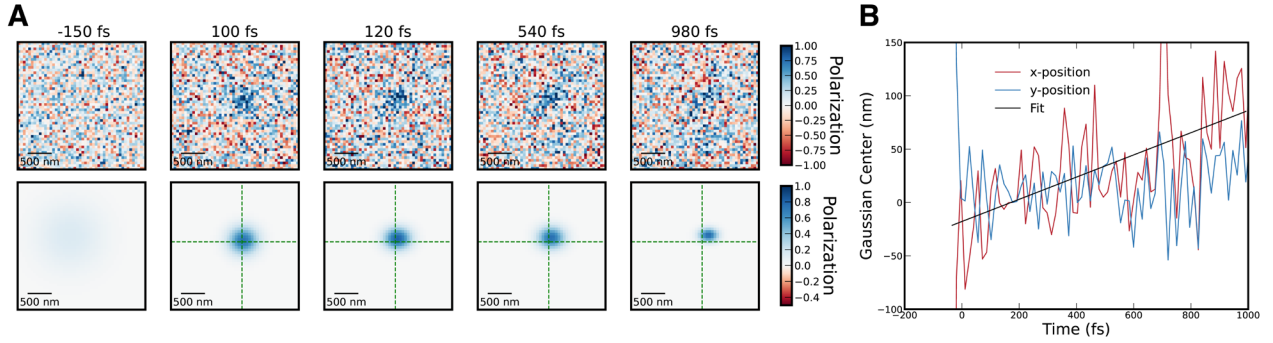 A
-150 fs
100 fs
120 fs
540 fs
980 fs
500 nm
500 nm
500 nm
500 nm
500 nm
1.00
0.75
0.50
0.25
0.00
−0.25
−0.50
−0.75
−1.00
Polarization
500 nm
500 nm
500 nm
500 nm
500 nm
1.0
0.8
0.6
0.4
0.2
0.0
−0.2
−0.4
Polarization
B
Gaussian Center (nm)
150
100
50
0
−50
−100
x-position
y-position
Fit
−200
0
200
400
600
800
1000
Time (fs)